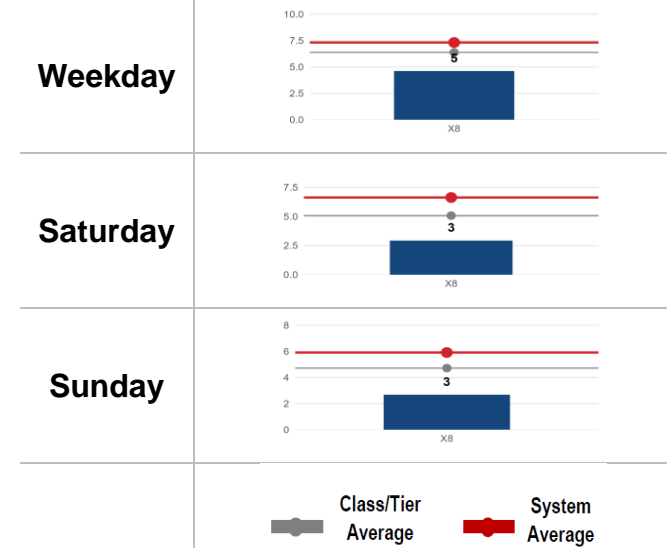 Weekday
10.0
7.5
5.0
2.5
0.0
5
X8
Saturday
7.5
5.0
2.5
0.0
3
X8
Sunday
8
6
4
2
0
3
X8
Class/Tier
Average
System
Average